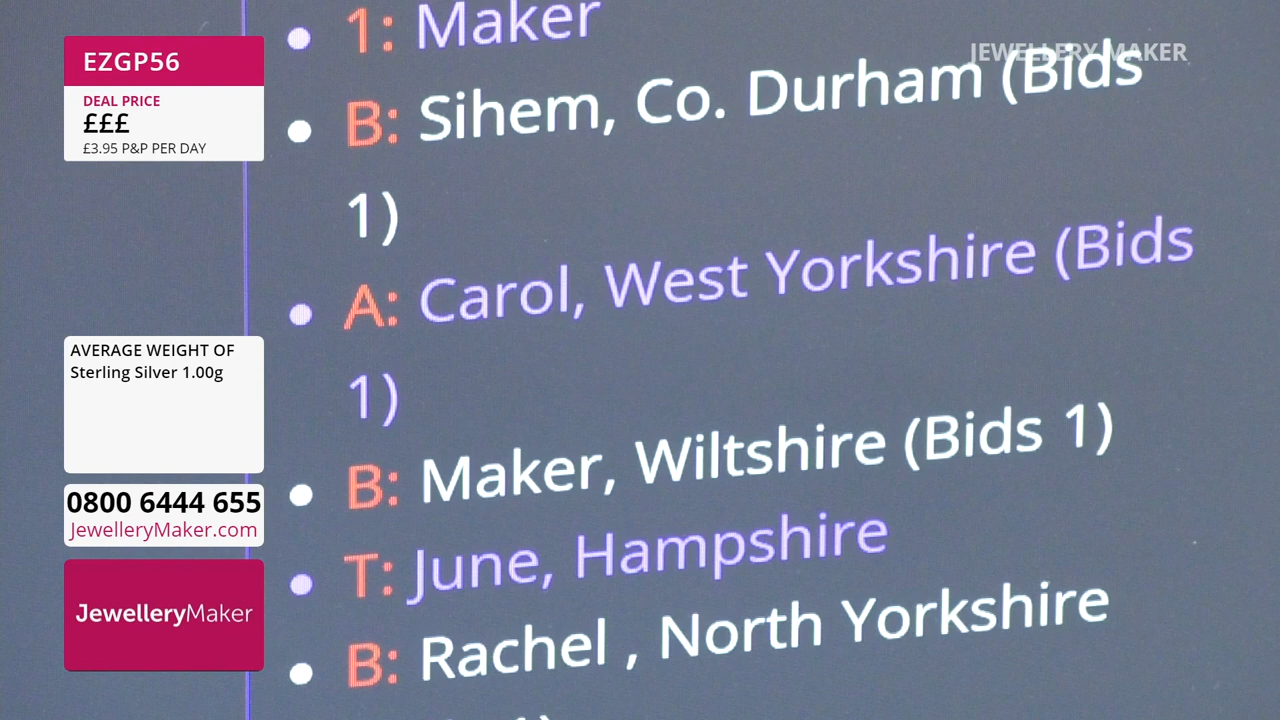 EZGP56
DEAL PRICE
£££
£3.95 P&P PER DAY
AVERAGE WEIGHT OF
Sterling Silver 1.00g
0800 6444 655
JewelleryMaker.com
JewelleryMaker
JEWELLERY MAKER
• 1: Maker
• B: Sihem, Co. Durham (Bids
1)
• A: Carol, West Yorkshire (Bids
1)
• B: Maker, Wiltshire (Bids 1)
• T: June, Hampshire
• B: Rachel , North Yorkshire